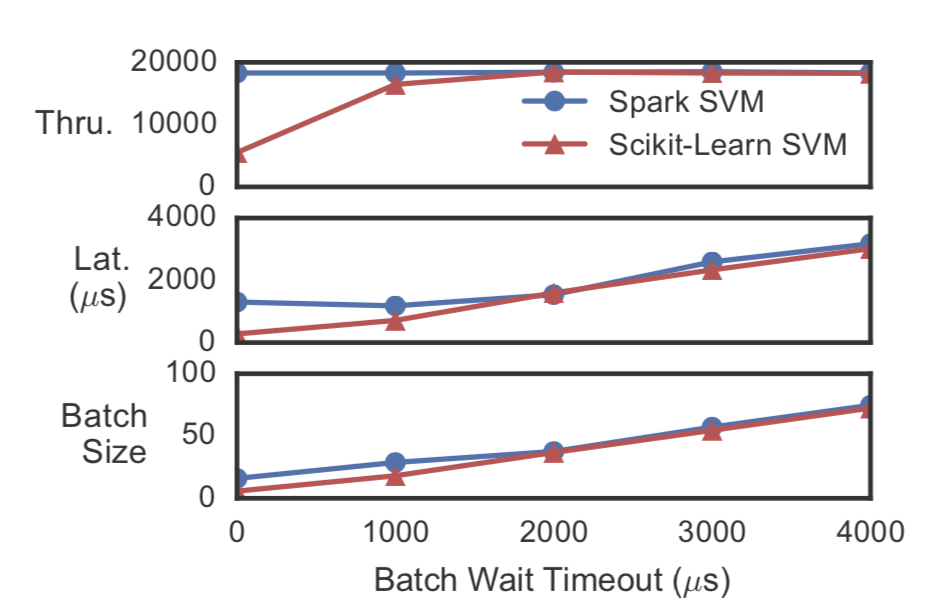 20000
Thru. 10000
0
Spark SVM
Scikit-Learn SVM
4000
Lat.
(μs) 2000
0
100
Batch
Size
50
0
0 1000 2000 3000 4000
Batch Wait Timeout (μs)